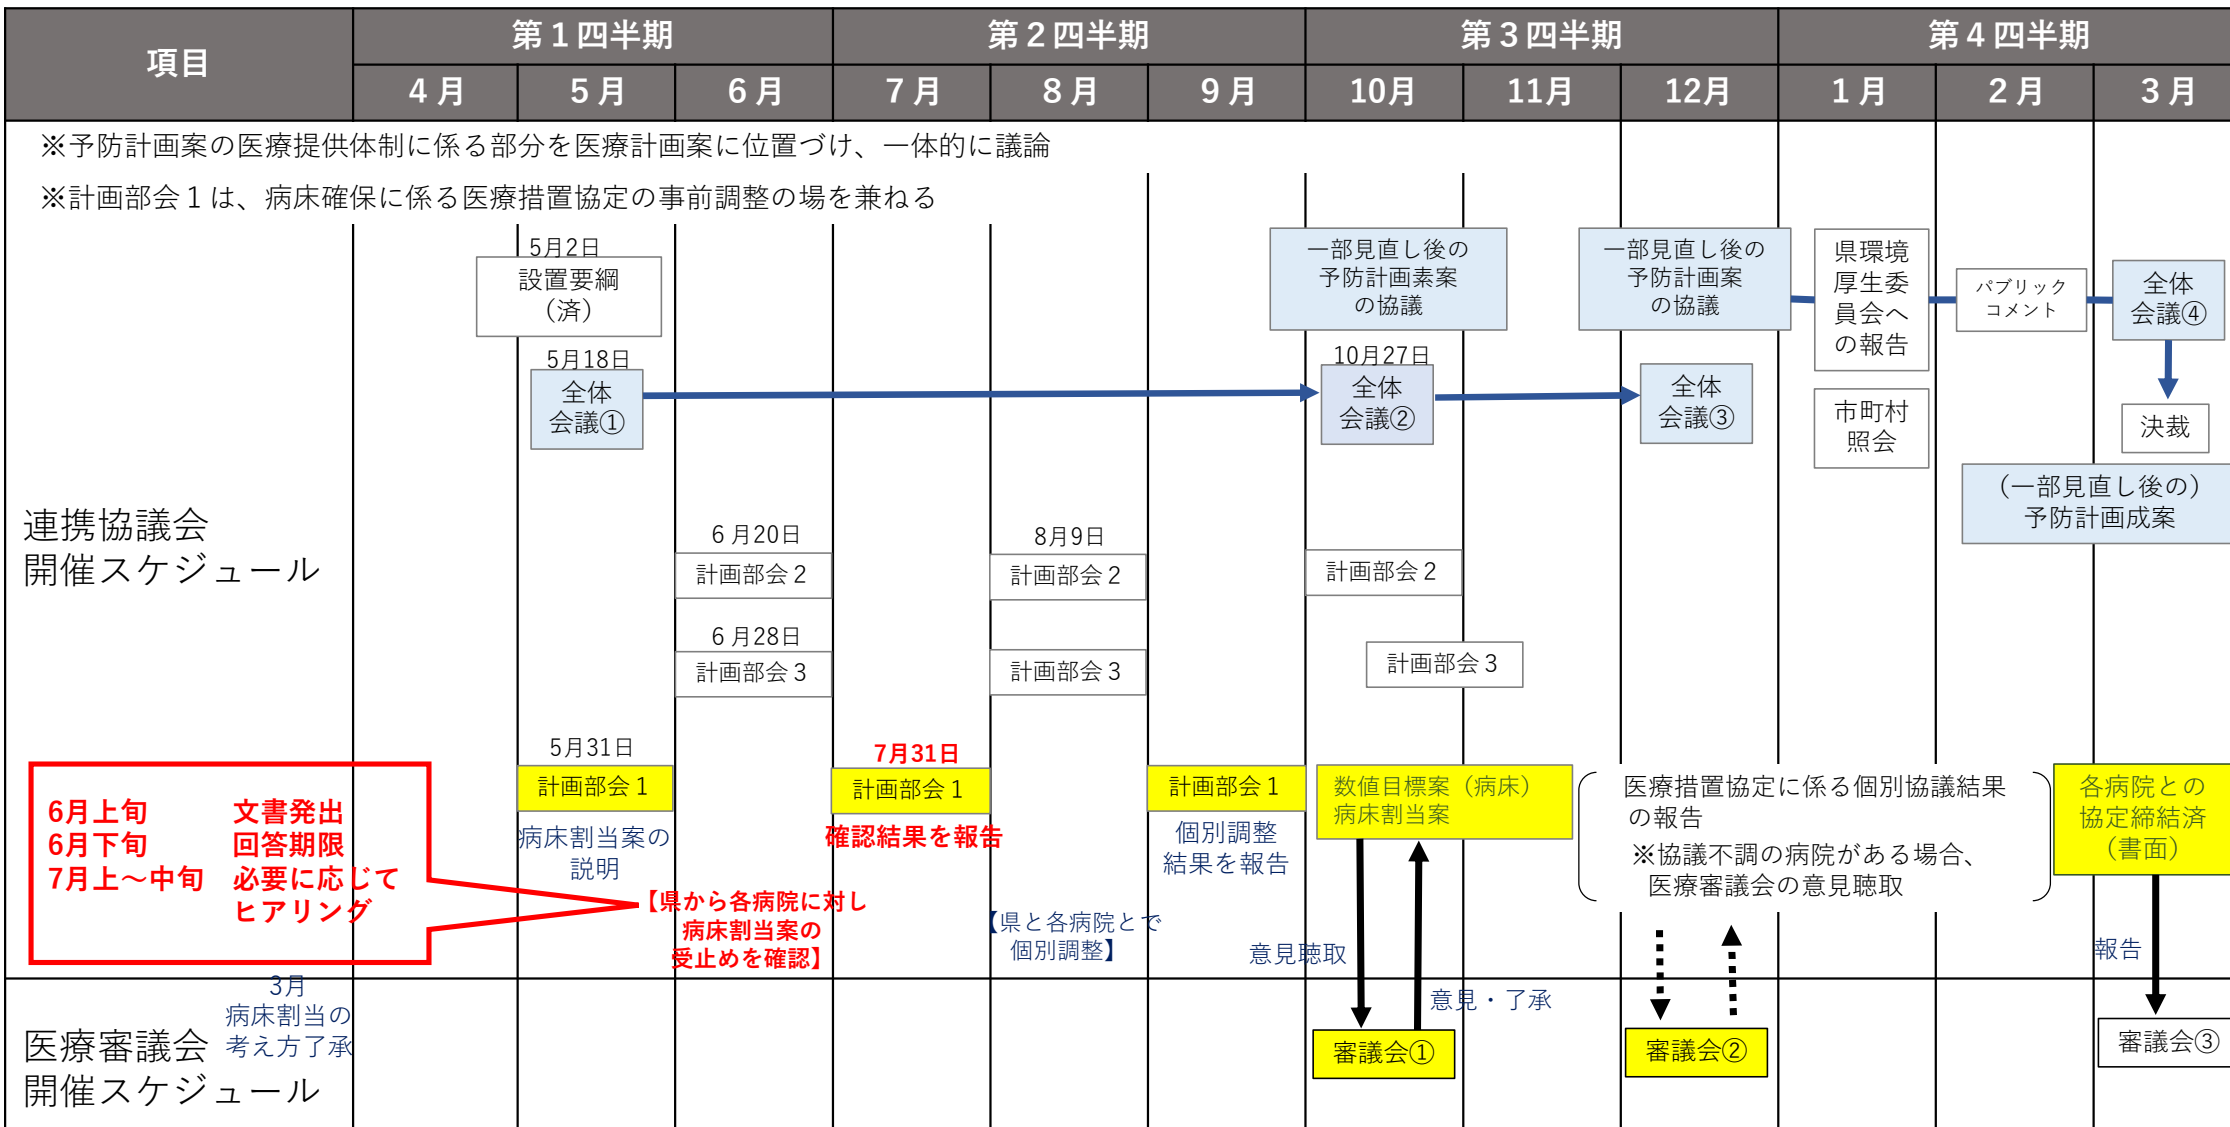 項目
第１四半期
第２四半期
第３四半期
第４四半期
４月
５月
６月
７月
８月
９月
10月
11月
12月
１月
２月
３月
※予防計画案の医療提供体制に係る部分を医療計画案に位置づけ、一体的に議論
※計画部会１は、病床確保に係る医療措置協定の事前調整の場を兼ねる
連携協議会
開催スケジュール
5月2日
設置要綱
（済）
5月18日
全体
会議①
一部見直し後の
予防計画素案
の協議
10月27日
全体
会議②
一部見直し後の
予防計画案
の協議
全体
会議③
県環境
厚生委
員会へ
の報告
市町村
照会
パブリック
コメント
全体
会議④
決裁
（一部見直し後の）
予防計画成案
６月20日
計画部会２
8月9日
計画部会２
計画部会２
６月28日
計画部会３
計画部会３
計画部会３
5月31日
計画部会１
病床割当案の
説明
7月31日
計画部会１
確認結果を報告
計画部会１
個別調整
結果を報告
数値目標案（病床）
病床割当案
医療措置協定に係る個別協議結果
の報告
※協議不調の病院がある場合、
医療審議会の意見聴取
各病院との
協定締結済
（書面）
6月上旬　文書発出
6月下旬　回答期限
7月上～中旬　必要に応じて
ヒアリング
【県から各病院に対し
病床割当案の
受止めを確認】
【県と各病院とで
個別調整】
意見聴取
意見・了承
報告
医療審議会
開催スケジュール
3月
病床割当の
考え方了承
審議会①
審議会②
審議会③